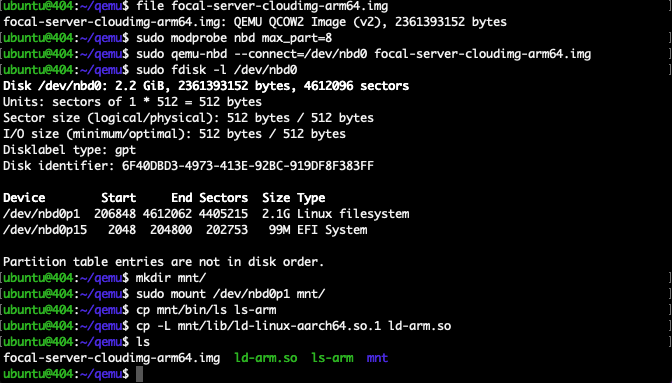 [ubuntu@404:~/qemu$ file focal-server-cloudimg-arm64.img
focal-server-cloudimg-arm64.img: QEMU QCOW2 Image (v2), 2361393152 bytes
[ubuntu@404:~/qemu$ sudo modprobe nbd max_part=8
[ubuntu@404:~/qemu$ sudo qemu-nbd --connect=/dev/nbd0 focal-server-cloudimg-arm64.img
[ubuntu@404:~/qemu$ sudo fdisk -l /dev/nbd0
Disk /dev/nbd0: 2.2 GiB, 2361393152 bytes, 4612096 sectors
Units: sectors of 1 * 512 = 512 bytes
Sector size (logical/physical): 512 bytes / 512 bytes
I/O size (minimum/optimal): 512 bytes / 512 bytes
Disklabel type: gpt
Disk identifier: 6F40DBD3-4973-413E-92BC-919DF8F383FF
Device Start End Sectors Size Type
/dev/nbd0p1 206848 4612062 4405215 2.1G Linux filesystem
/dev/nbd0p15 2048 204800 202753 99M EFI System
Partition table entries are not in disk order.
[ubuntu@404:~/qemu$ mkdir mnt/
[ubuntu@404:~/qemu$ sudo mount /dev/nbd0p1 mnt/
[ubuntu@404:~/qemu$ cp mnt/bin/ls ls-arm
[ubuntu@404:~/qemu$ cp -L mnt/lib/ld-linux-aarch64.so.1 ld-arm.so
[ubuntu@404:~/qemu$ ls
focal-server-cloudimg-arm64.img ld-arm.so ls-arm mnt
ubuntu@404:~/qemu$